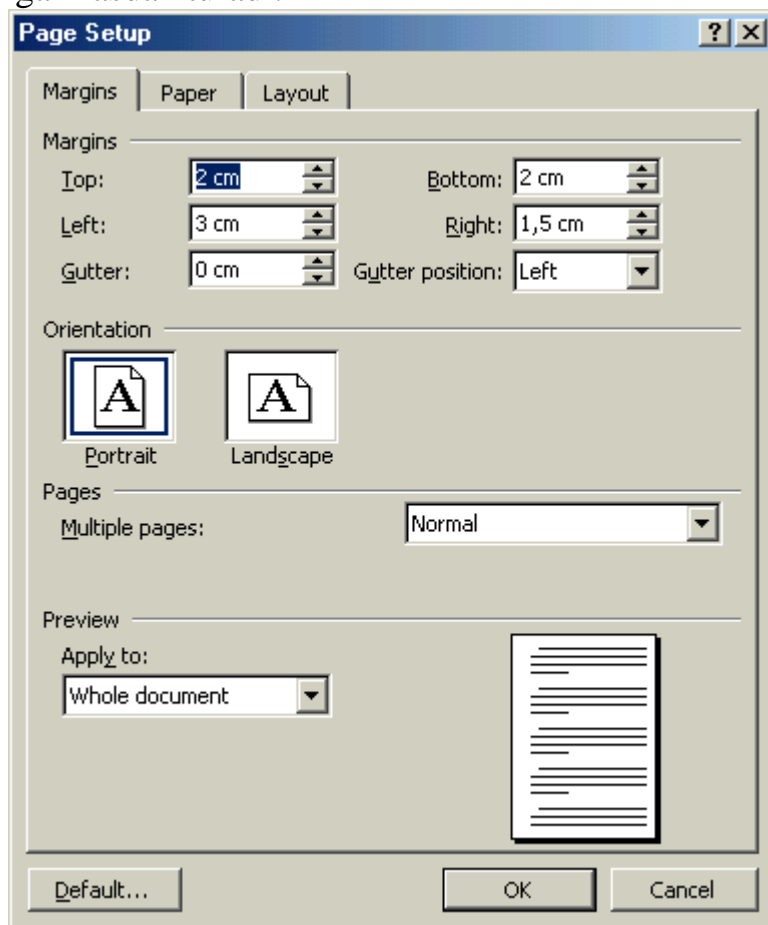 Page Setup
Margins Paper Layout
Margins
Top: 2 cm Bottom: 2 cm
Left: 3 cm Right: 1,5 cm
Gutter: 0 cm Gutter position: Left
Orientation
A A
Portrait Landscape
Pages
Multiple pages: Normal
Preview
Apply to:
Whole document
Default... OK Cancel